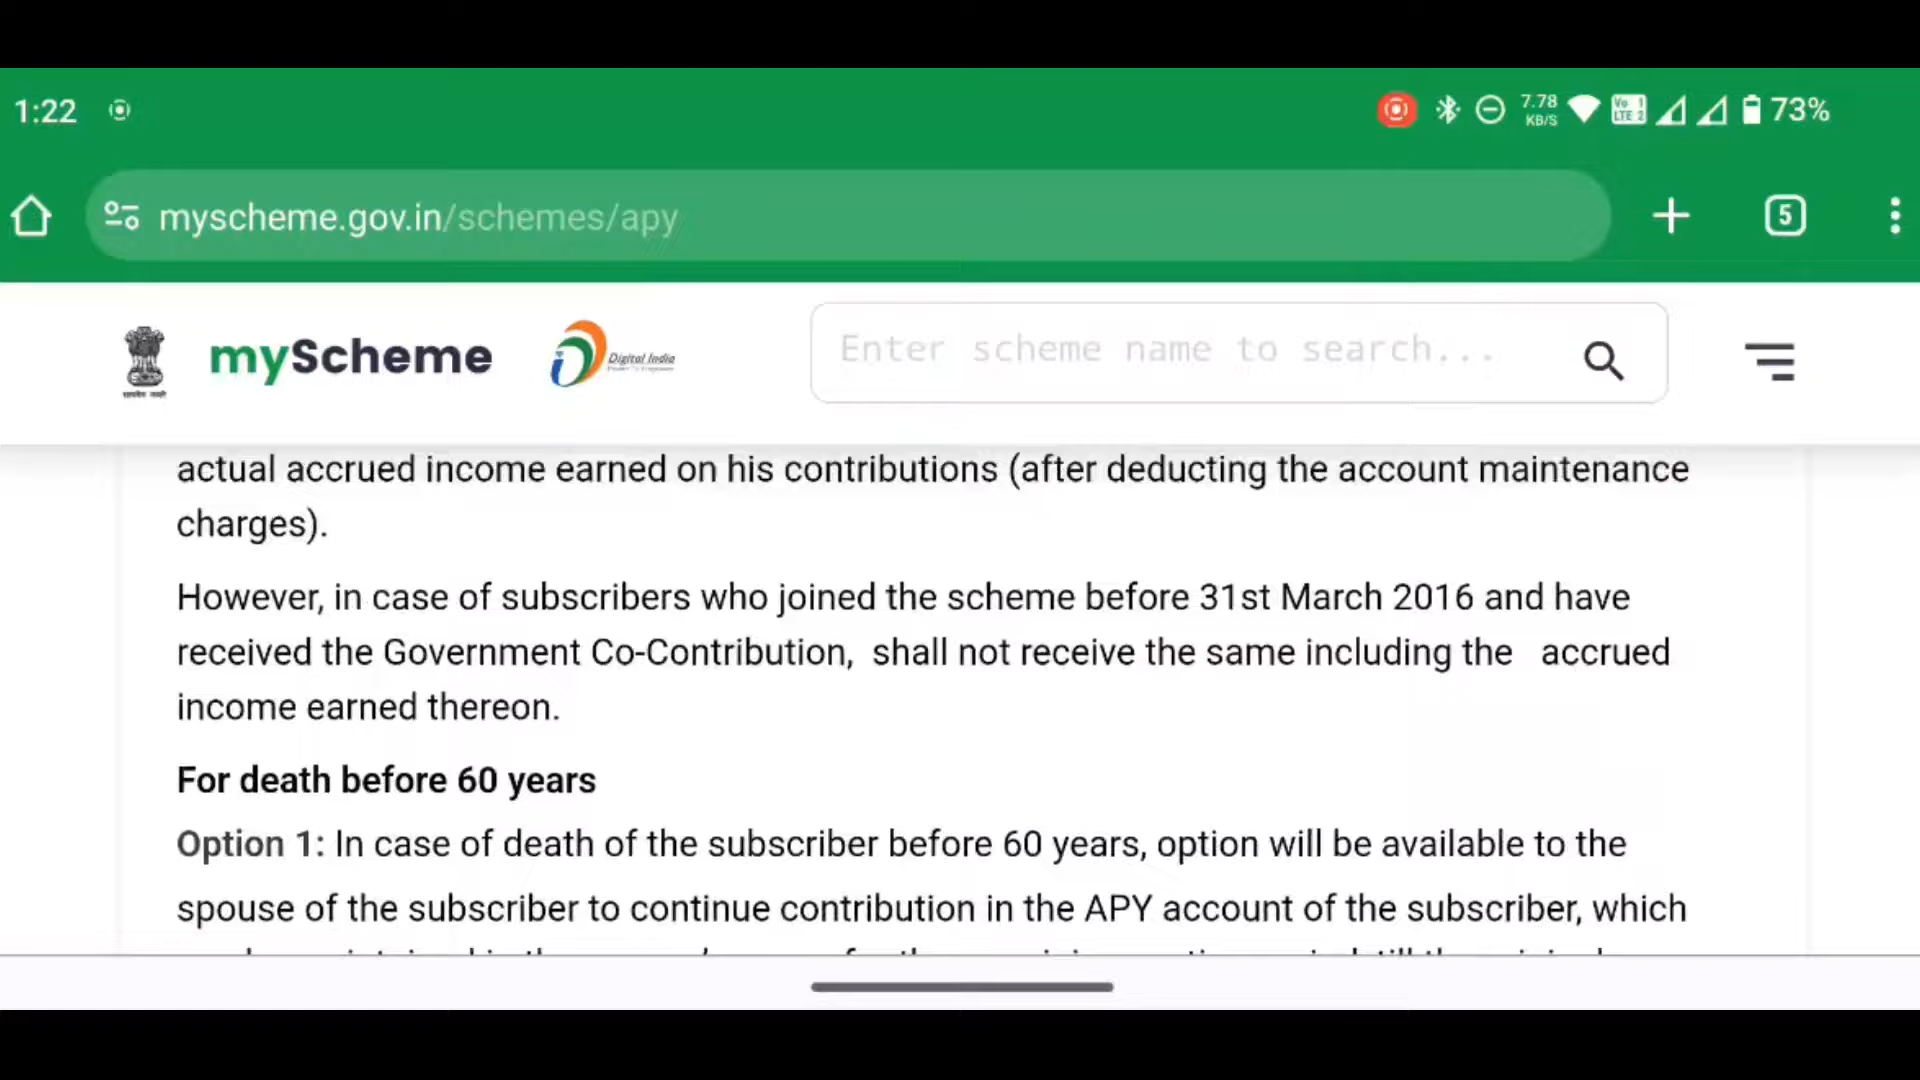 1:22
7.78
KB/S
Vo 1
LTE 2
73%
myscheme.gov.in/schemes/apy
5
myScheme
Digital India
Enter scheme name to search...
actual accrued income earned on his contributions (after deducting the account maintenance
charges).
However, in case of subscribers who joined the scheme before 31st March 2016 and have
received the Government Co-Contribution, shall not receive the same including the accrued
income earned thereon.
For death before 60 years
Option 1: In case of death of the subscriber before 60 years, option will be available to the
spouse of the subscriber to continue contribution in the APY account of the subscriber, which